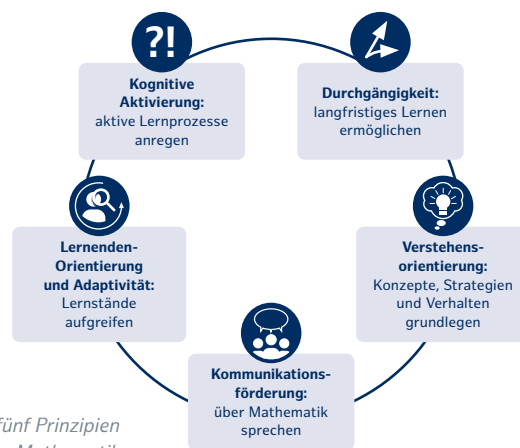 ?!
Kognitive
Aktivierung:
aktive Lernprozesse
anregen
Durchgängigkeit:
langfristiges Lernen
ermöglichen
Lernenden-
Orientierung
und Adaptivität:
Lernstände
aufgreifen
Verstehens-
orientierung:
Konzepte, Strategien
und Verhalten
grundlegen
Kommunikations-
förderung:
über Mathematik
sprechen
fünf Prinzipien
Mathematik